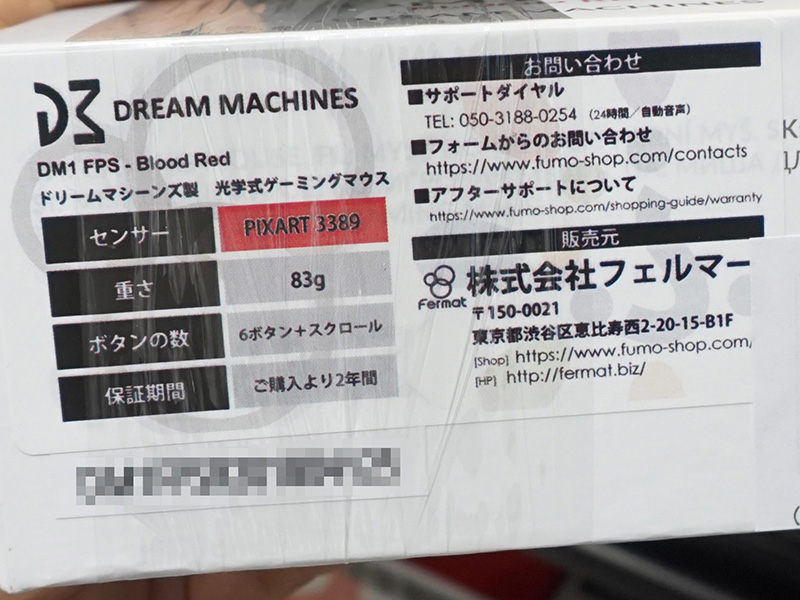 DREAM MACHINES
DM1 FPS - Blood Red
ドリームマシーンズ製 光学式ゲーミングマウス
センサー PIXART 3389
重さ 83g
ボタンの数 6ボタン+スクロール
保証期間 ご購入より2年間
お問い合わせ
■サポートダイヤル
TEL: 050-3188-0254 (24時間/自動音声)
■フォームからのお問い合わせ
https://www.fumo-shop.com/contacts
■アフターサポートについて
https://www.fumo-shop.com/shopping-guide/warranty
販売元
Fermat 株式会社フェルマー
〒150-0021
東京都渋谷区恵比寿西2-20-15-B1F
[Shop] https://www.fumo-shop.com/
[HP] http://fermat.biz/